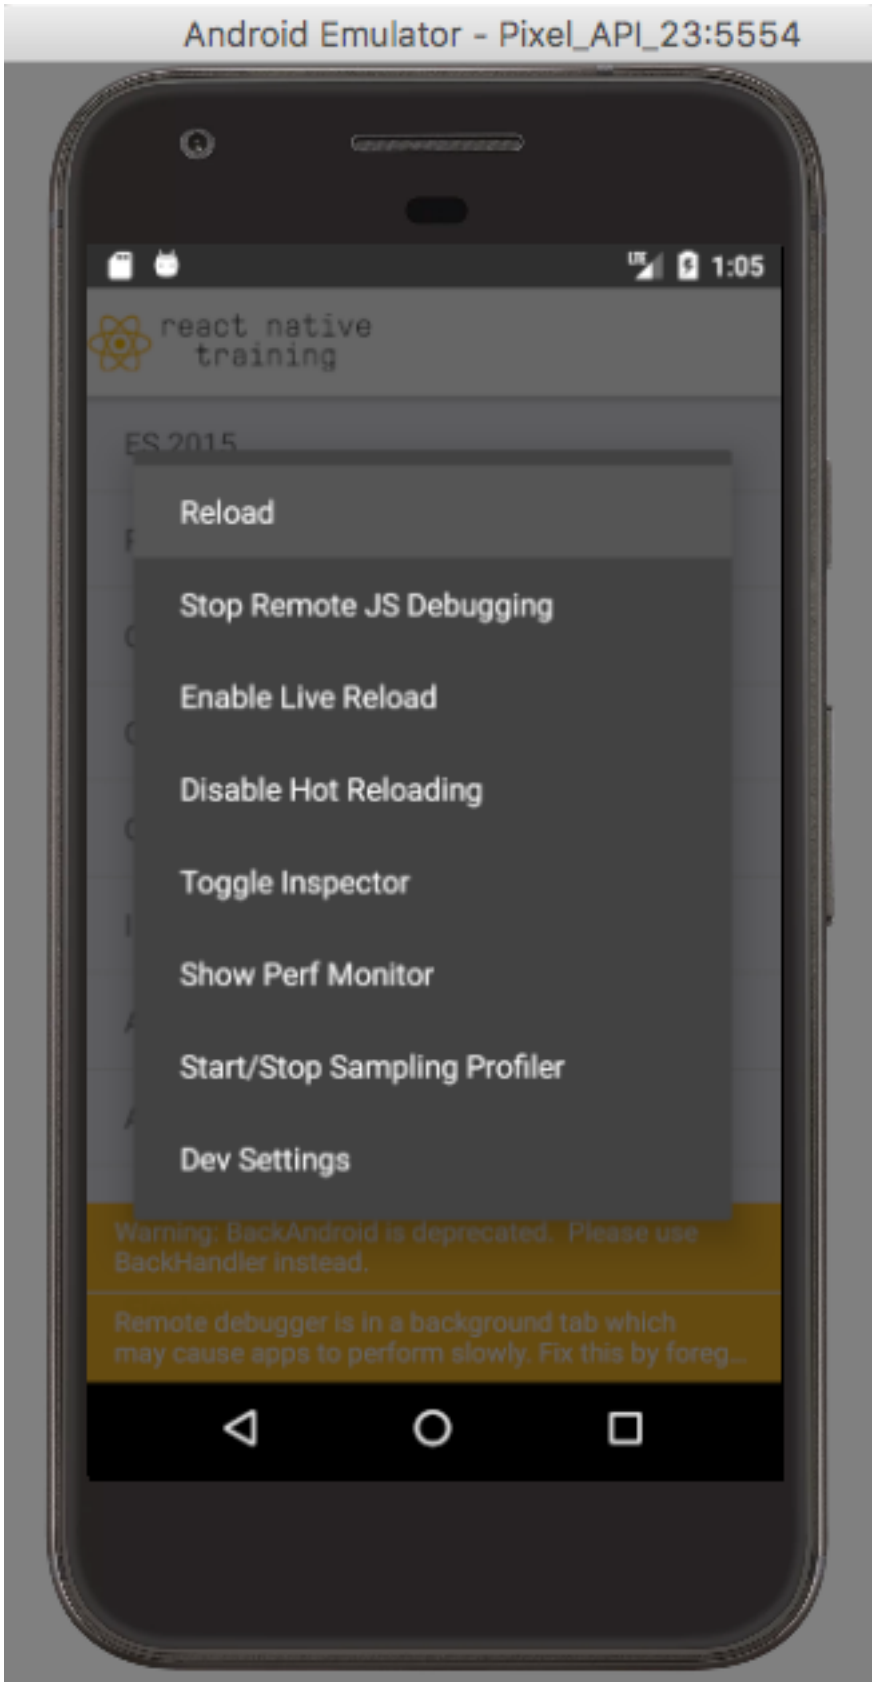 Android Emulator - Pixel_API_23:5554
LTE 1:05
react native
training
ES 2015
Reload
Stop Remote JS Debugging
Enable Live Reload
Disable Hot Reloading
Toggle Inspector
Show Perf Monitor
Start/Stop Sampling Profiler
Dev Settings
Warning: BackAndroid is deprecated. Please use
BackHandler instead.
Remote debugger is in a background tab which
may cause apps to perform slowly. Fix this by foreg...